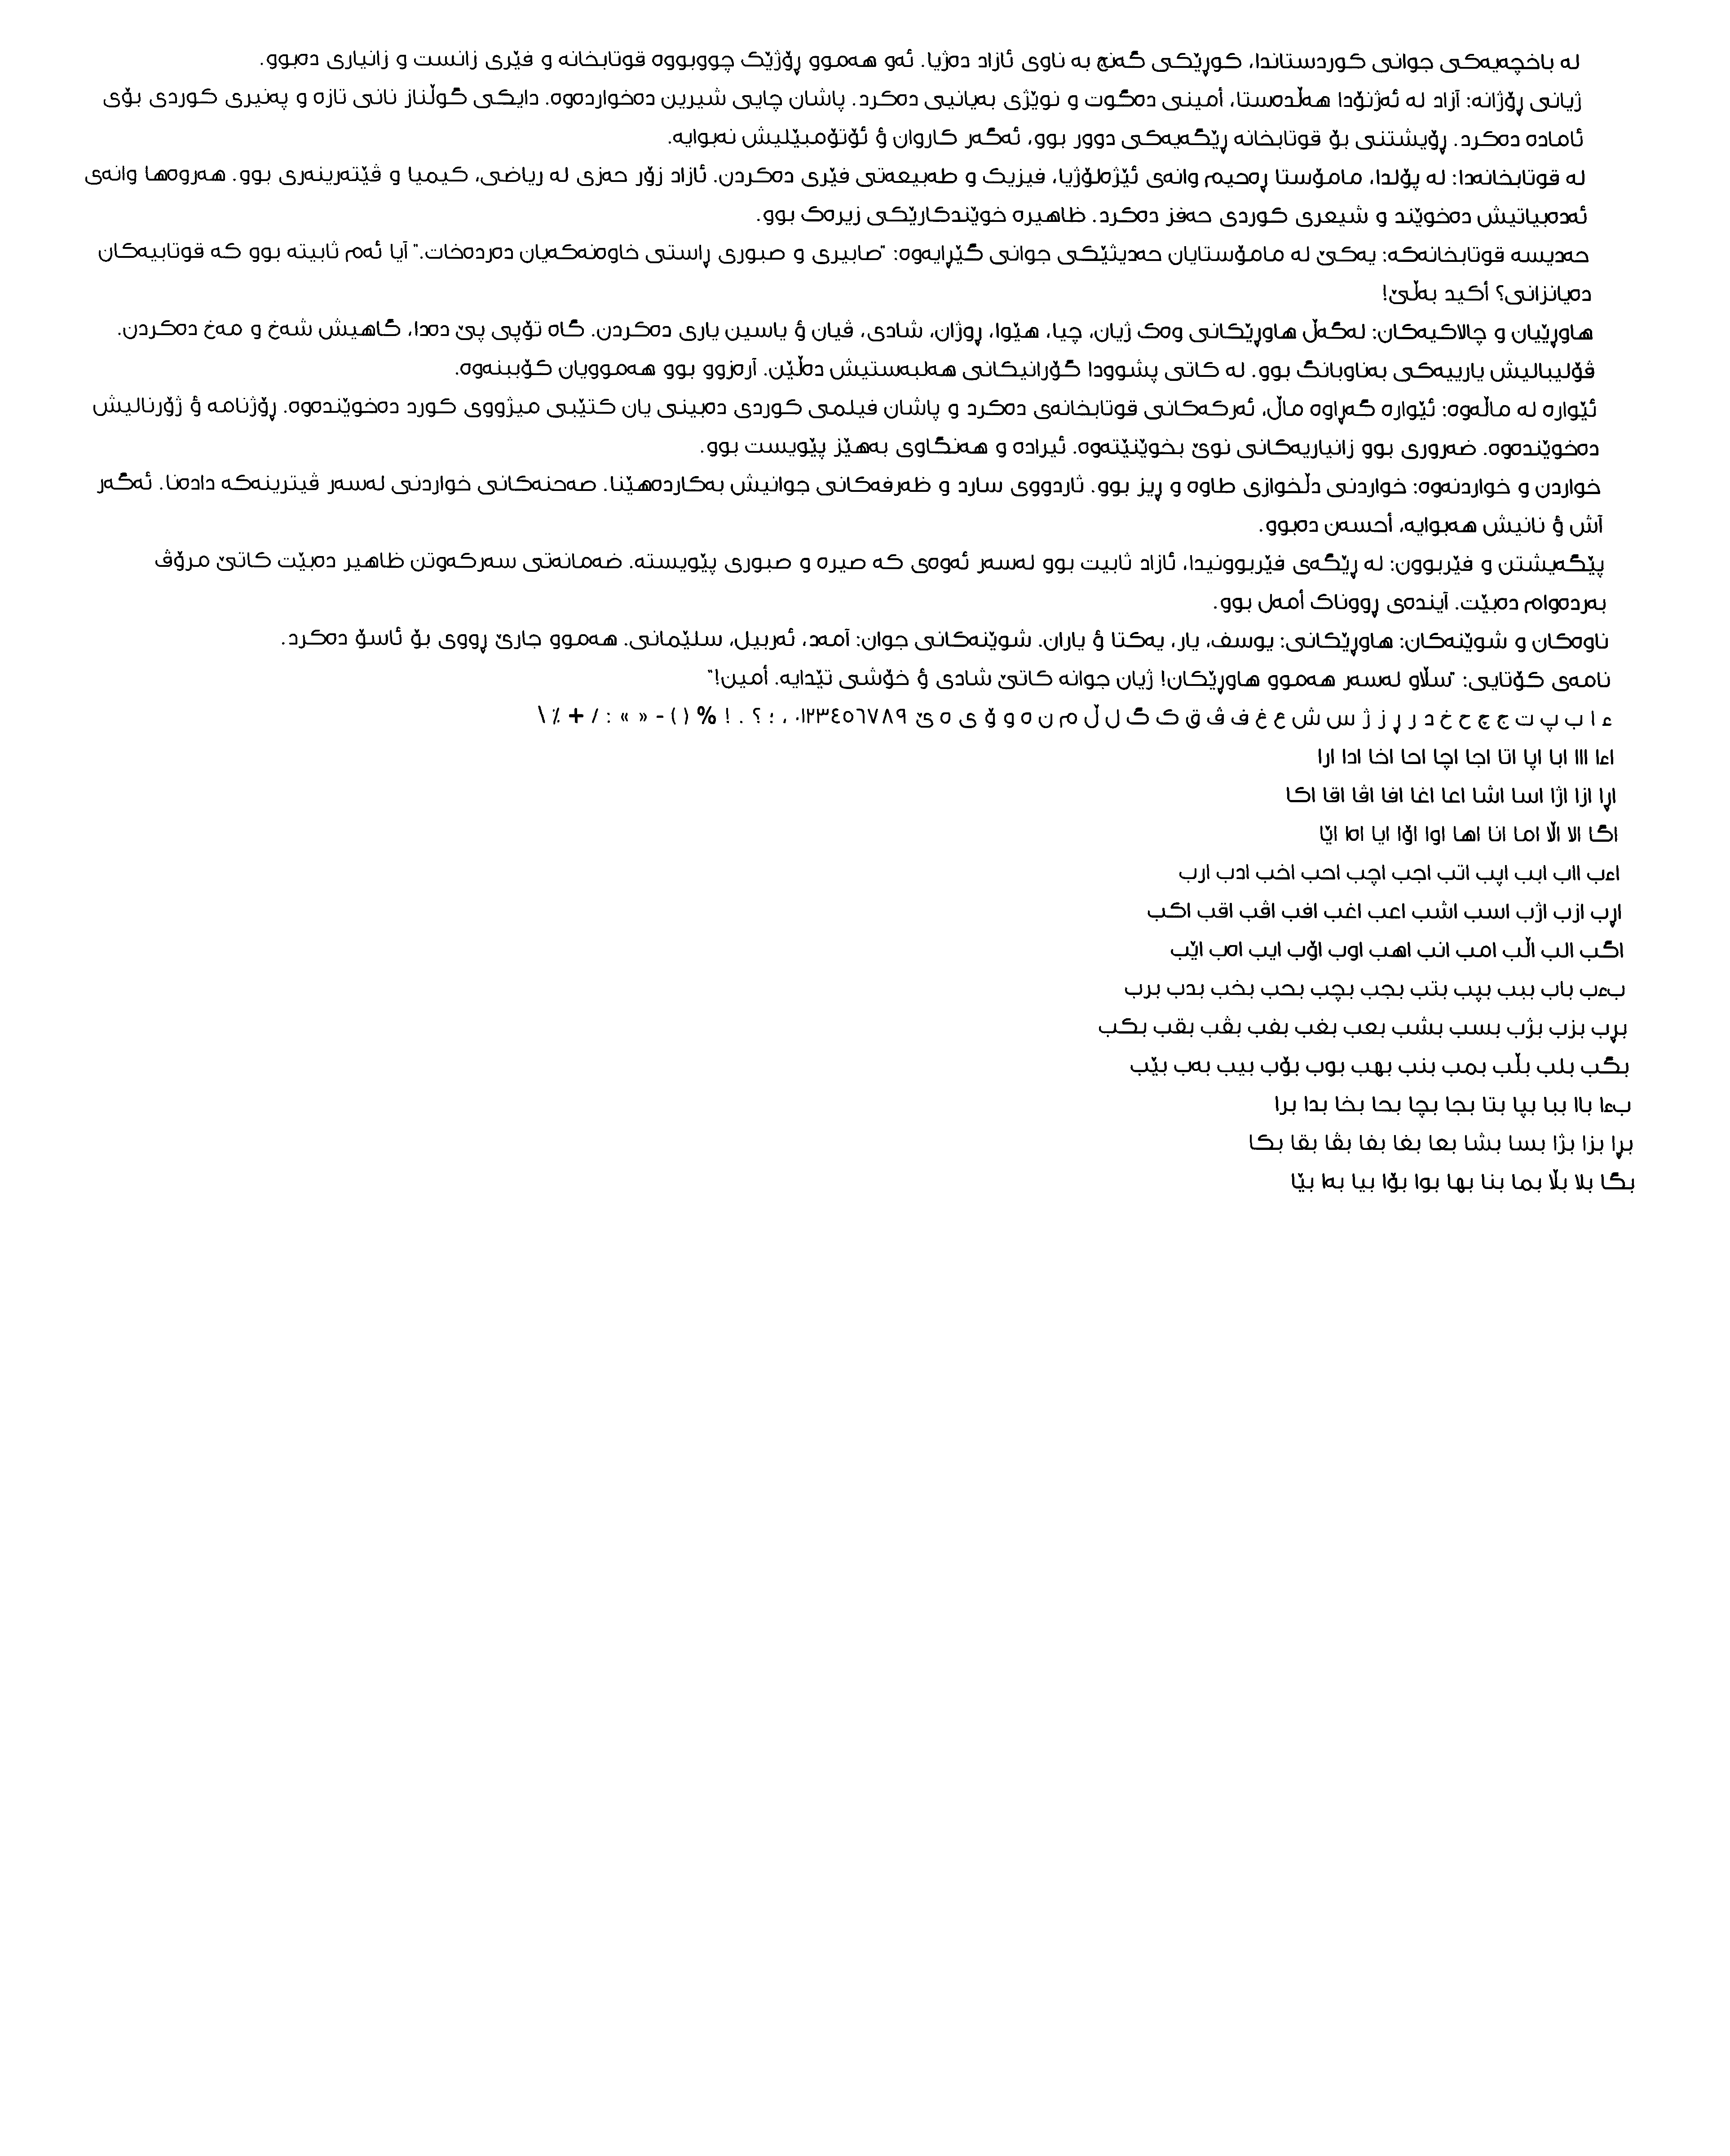 لە باخچەیەکی جوانی کوردستاندا، کوڕێکی گەنج بە ناوی ئازاد دەژیا. ئەو هەموو ڕۆژێک چووبووە قوتابخانە و فێری زانست و زانیاری دەبوو.
ژیانی ڕۆژانە: آزاد لە ئەژنۆدا هەڵدەستا، أمینی دەگوت و نوێژی بەیانیی دەکرد. پاشان چایی شیرین دەخواردەوە. دایکی گوڵناز نانی تازە و پەنیری کوردی بۆی
ئامادە دەکرد. ڕۆیشتنی بۆ قوتابخانە ڕێگەیەکی دوور بوو، ئەگەر کاروان ؤ ئۆتۆمبێلیش نەبوایە.
لە قوتابخانەدا: لە پۆلدا، مامۆستا ڕەحیم وانەی ئێژەلۆژیا، فیزیک و طەبیعەتی فێری دەکردن. ئازاد زۆر حەزی لە ریاضی، کیمیا و ڤێتەرینەری بوو. هەروەها وانەی
ئەدەبیاتیش دەخوێند و شیعری کوردی حەفز دەکرد. ظاهیرە خوێندکارێکی زیرەک بوو.
حەدیسە قوتابخانەکە: یەکێ لە مامۆستایان حەدیثێکی جوانی گێڕایەوە: "صابیری و صبوری ڕاستی خاوەنەکەیان دەردەخات." آیا ئەم ثابیتە بوو کە قوتابیەکان
دەیانزانی؟ أکید بەڵێ!
هاوڕێیان و چالاکیەکان: لەگەڵ هاوڕێکانی وەک ژیان، چیا، هێوا، ڕوژان، شادی، ڤیان ؤ یاسین یاری دەکردن. گاه تۆپی پێ دەدا، گاهیش شەخ و مەخ دەکردن.
ڤۆلیبالیش یارییەکی بەناوبانگ بوو. لە کاتی پشوودا گۆرانیکانی هەلبەستیش دەڵێن. آرەزوو بوو هەموویان کۆببنەوە.
ئێوارە لە ماڵەوە: ئێوارە گەڕاوە ماڵ، ئەرکەکانی قوتابخانەی دەکرد و پاشان فیلمی کوردی دەبینی یان کتێبی میژووی کورد دەخوێندەوە. ڕۆژنامە ؤ ژۆرنالیش
دەخوێندەوە. ضەروری بوو زانیاریەکانی نوێ بخوێنێتەوە. ئیرادە و هەنگاوی بەهێز پێویست بوو.
خواردن و خواردنەوە: خواردنی دڵخوازی طاوە و ڕیز بوو. ثاردووی سارد و ظەرفەکانی جوانیش بەکاردەهێنا. صەحنەکانی خواردنی لەسەر ڤیترینەکە دادەنا. ئەگەر
آش ؤ نانیش هەبوایە، أحسەن دەبوو.
پێگەیشتن و فێربوون: لە ڕێگەی فێربوونیدا، ئازاد ثابیت بوو لەسەر ئەوەی کە صیرە و صبوری پێویستە. ضەمانەتی سەرکەوتن ظاهیر دەبێت کاتێ مرۆڤ
بەردەوام دەبێت. آیندەی ڕووناک أمەل بوو.
ناوەکان و شوێنەکان: هاوڕێکانی: یوسف، یار، یەکتا ؤ یاران. شوێنەکانی جوان: آمەد، ئەربیل، سلێمانی. هەموو جارێ ڕووی بۆ ئاسۆ دەکرد.
نامەی کۆتایی: "سڵاو لەسەر هەموو هاوڕێکان! ژیان جوانە کاتێ شادی ؤ خۆشی تێدایە. أمین!"
ء ا ب پ ت ج چ ح خ د ر ڕ ز ژ س ش ع غ ف ڤ ق ک گ ل ڵ م ن ه و ۆ ی ە ێ ٠١٢٣٤٥٦٧٨٩ ، ؛ ؟ . ! % ( ) - « » : / + ٪ \
اءا ااا ابا اپا اتا اجا اچا احا اخا ادا ارا
اڕا ازا اژا اسا اشا اعا اغا افا اڤا اقا اکا
اگا الا اڵا اما انا اها اوا اۆا ایا اەا اێا
اءب ااب ابب اپب اتب اجب اچب احب اخب ادب ارب
اڕب ازب اژب اسب اشب اعب اغب افب اڤب اقب اکب
اگب الب اڵب امب انب اهب اوب اۆب ایب اەب اێب
بءب باب ببب بپب بتب بجب بچب بحب بخب بدب برب
بڕب بزب بژب بسب بشب بعب بغب بفب بڤب بقب بکب
بگب بلب بڵب بمب بنب بهب بوب بۆب بیب بەب بێب
بءا باا ببا بپا بتا بجا بچا بحا بخا بدا برا
بڕا بزا بژا بسا بشا بعا بغا بفا بڤا بقا بکا
بگا بلا بڵا بما بنا بها بوا بۆا بیا بەا بێا